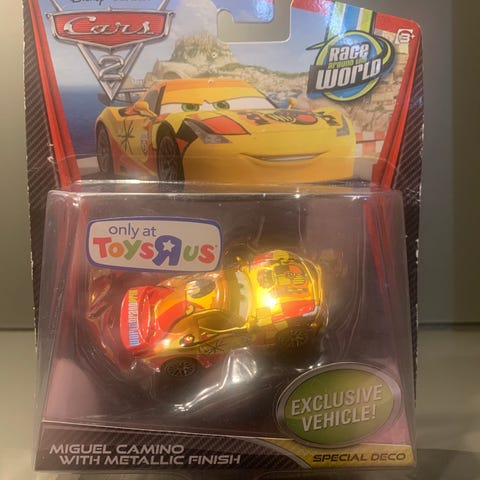 Cars
2
Race
around the
WORLD
only at
ToysRUs
EXCLUSIVE
VEHICLE!
MIGUEL CAMINO
WITH METALLIC FINISH
SPECIAL DECO